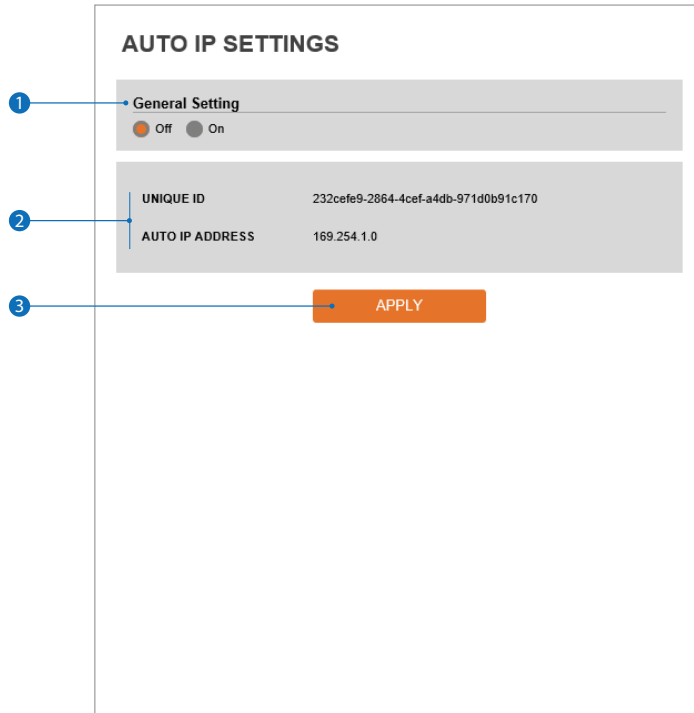 AUTO IP SETTINGS
1
General Setting
Off On
2
UNIQUE ID 232cefe9-2864-4cef-a4db-971d0b91c170
AUTO IP ADDRESS 169.254.1.0
3
APPLY